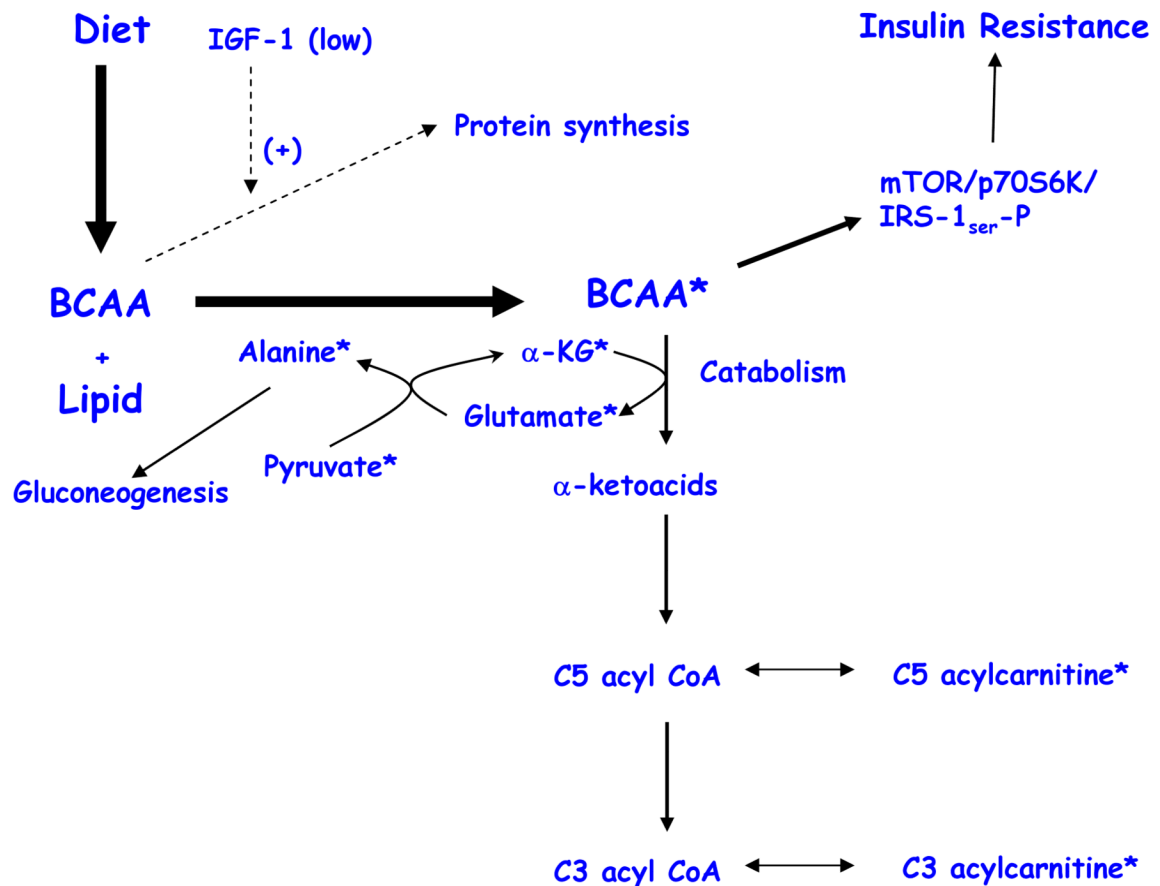 Diet
IGF-1 (low)
Insulin Resistance
(+)
Protein synthesis
mTOR/p70S6K/
IRS-1ser-P
BCAA
BCAA*
+
Lipid
Alanine*
α-KG*
Catabolism
Glutamate*
Pyruvate*
Gluconeogenesis
α-ketoacids
C5 acyl CoA
C5 acylcarnitine*
C3 acyl CoA
C3 acylcarnitine*